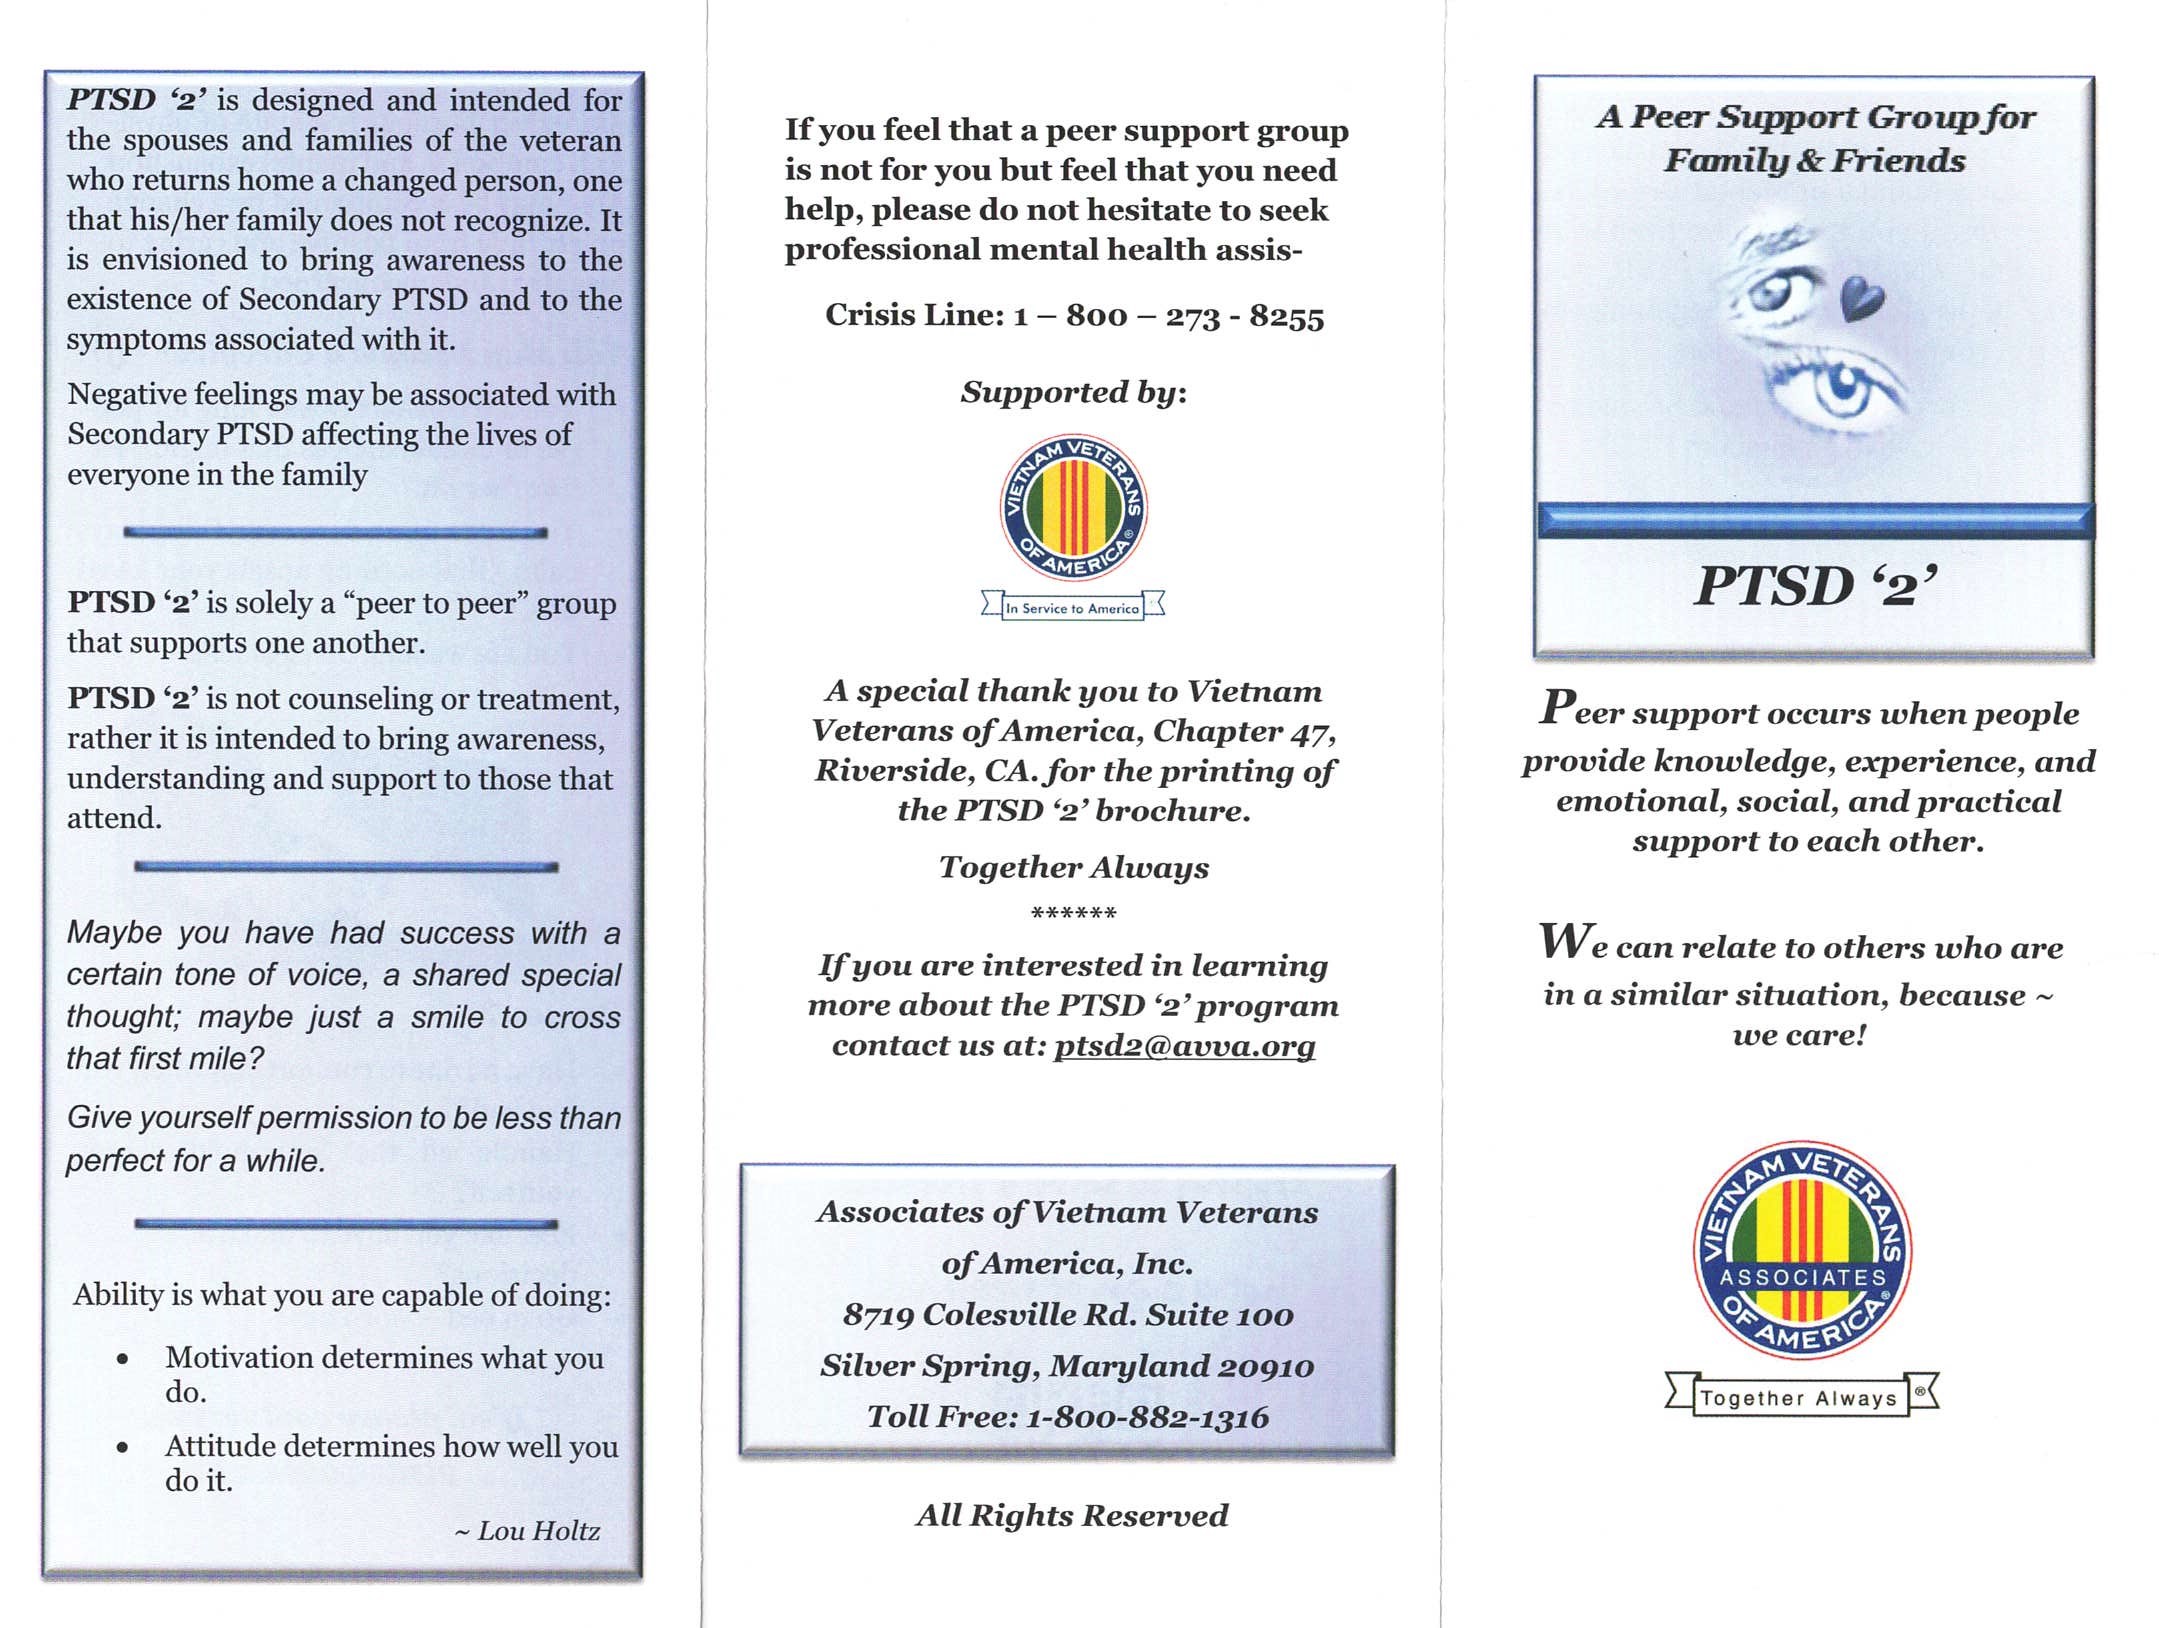 PTSD ‘2’ is designed and intended for
the spouses and families of the veteran
who returns home a changed person, one
that his/her family does not recognize. It
is envisioned to bring awareness to the
existence of Secondary PTSD and to the
symptoms associated with it.
Negative feelings may be associated with
Secondary PTSD affecting the lives of
everyone in the family
PTSD ‘2’ is solely a “peer to peer” group
that supports one another.
PTSD ‘2’ is not counseling or treatment,
rather it is intended to bring awareness,
understanding and support to those that
attend.
Maybe you have had success with a
certain tone of voice, a shared special
thought; maybe just a smile to cross
that first mile?
Give yourself permission to be less than
perfect for a while.
Ability is what you are capable of doing:
• Motivation determines what you
do.
• Attitude determines how well you
do it.
~ Lou Holtz
If you feel that a peer support group
is not for you but feel that you need
help, please do not hesitate to seek
professional mental health assis-
Crisis Line: 1 – 800 – 273 - 8255
Supported by:
VIETNAM VETERANS
OF AMERICA®
In Service to America
A special thank you to Vietnam
Veterans of America, Chapter 47,
Riverside, CA. for the printing of
the PTSD ‘2’ brochure.
Together Always
******
If you are interested in learning
more about the PTSD ‘2’ program
contact us at: ptsd2@avva.org
Associates of Vietnam Veterans
of America, Inc.
8719 Colesville Rd. Suite 100
Silver Spring, Maryland 20910
Toll Free: 1-800-882-1316
All Rights Reserved
A Peer Support Group for
Family & Friends
PTSD ‘2’
Peer support occurs when people
provide knowledge, experience, and
emotional, social, and practical
support to each other.
We can relate to others who are
in a similar situation, because ~
we care!
VIETNAM VETERANS
ASSOCIATES
OF AMERICA®
Together Always ®